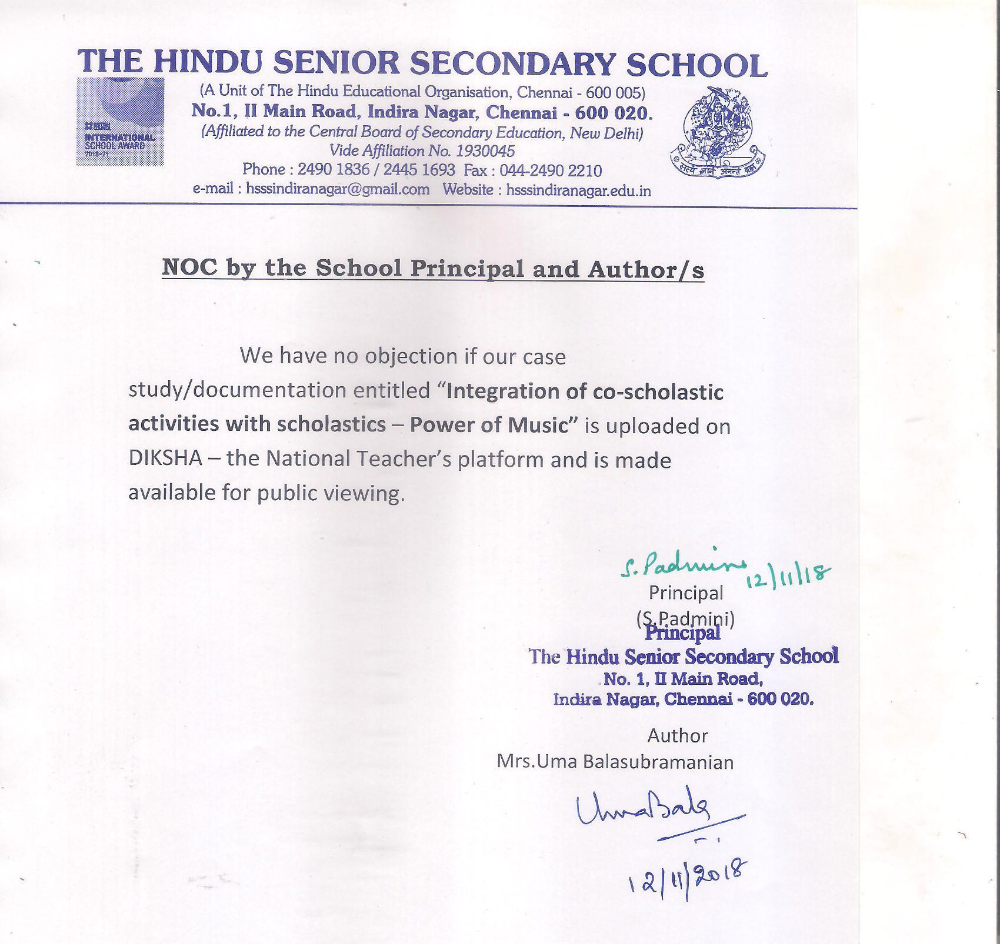 THE HINDU SENIOR SECONDARY SCHOOL
(A Unit of The Hindu Educational Organisation, Chennai - 600 005)
No.1, II Main Road, Indira Nagar, Chennai - 600 020.
(Affiliated to the Central Board of Secondary Education, New Delhi)
Vide Affiliation No. 1930045
Phone : 2490 1836 / 2445 1693 Fax : 044-2490 2210
e-mail : hsssindiranagar@gmail.com Website : hsssindiranagar.edu.in
INTERNATIONAL
SCHOOL AWARD
2018-21
सत्यं ज्ञानं अनन्तं ब्रह्म
NOC by the School Principal and Author/s
We have no objection if our case
study/documentation entitled “Integration of co-scholastic
activities with scholastics – Power of Music” is uploaded on
DIKSHA – the National Teacher’s platform and is made
available for public viewing.
S. Padmini 12/11/18
Principal
(S.Padmini)
Principal
The Hindu Senior Secondary School
No. 1, II Main Road,
Indira Nagar, Chennai - 600 020.
Author
Mrs.Uma Balasubramanian
UmaBala
12/11/2018